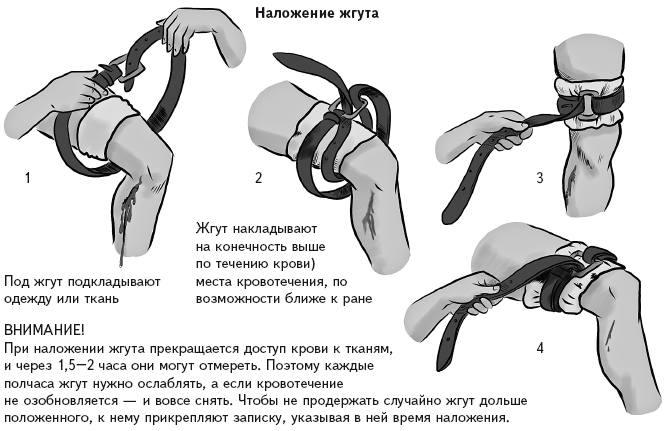 Наложение жгута
1
2
3
Жгут накладывают
на конечность выше
по течению крови)
места кровотечения, по
возможности ближе к ране
Под жгут подкладывают
одежду или ткань
4
ВНИМАНИЕ!
При наложении жгута прекращается доступ крови к тканям,
и через 1,5—2 часа они могут отмереть. Поэтому каждые
полчаса жгут нужно ослаблять, а если кровотечение
не озобновляется — и вовсе снять. Чтобы не продержать случайно жгут дольше
положенного, к нему прикрепляют записку, указывая в ней время наложения.